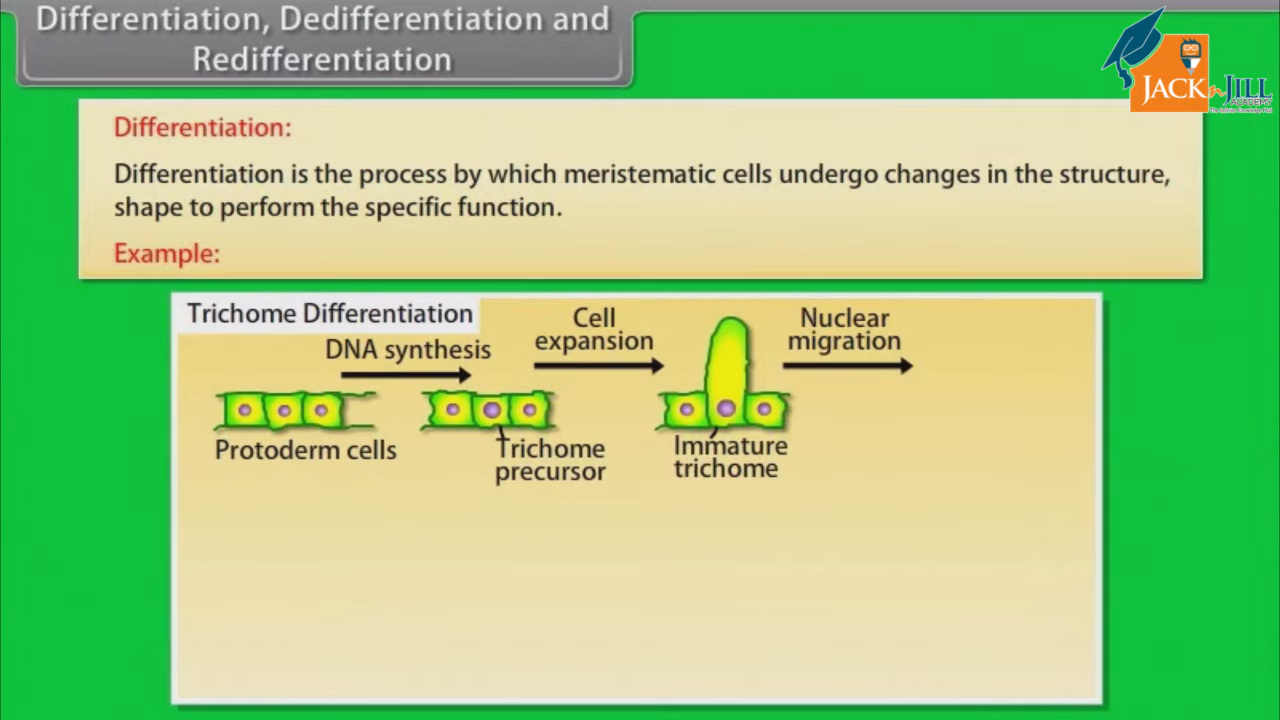 Differentiation, Dedifferentiation and
Redifferentiation
JACK n JILL
ACADEMY
Differentiation:
Differentiation is the process by which meristematic cells undergo changes in the structure,
shape to perform the specific function.
Example:
Trichome Differentiation
DNA synthesis
Cell
expansion
Nuclear
migration
Protoderm cells
Trichome
precursor
Immature
trichome